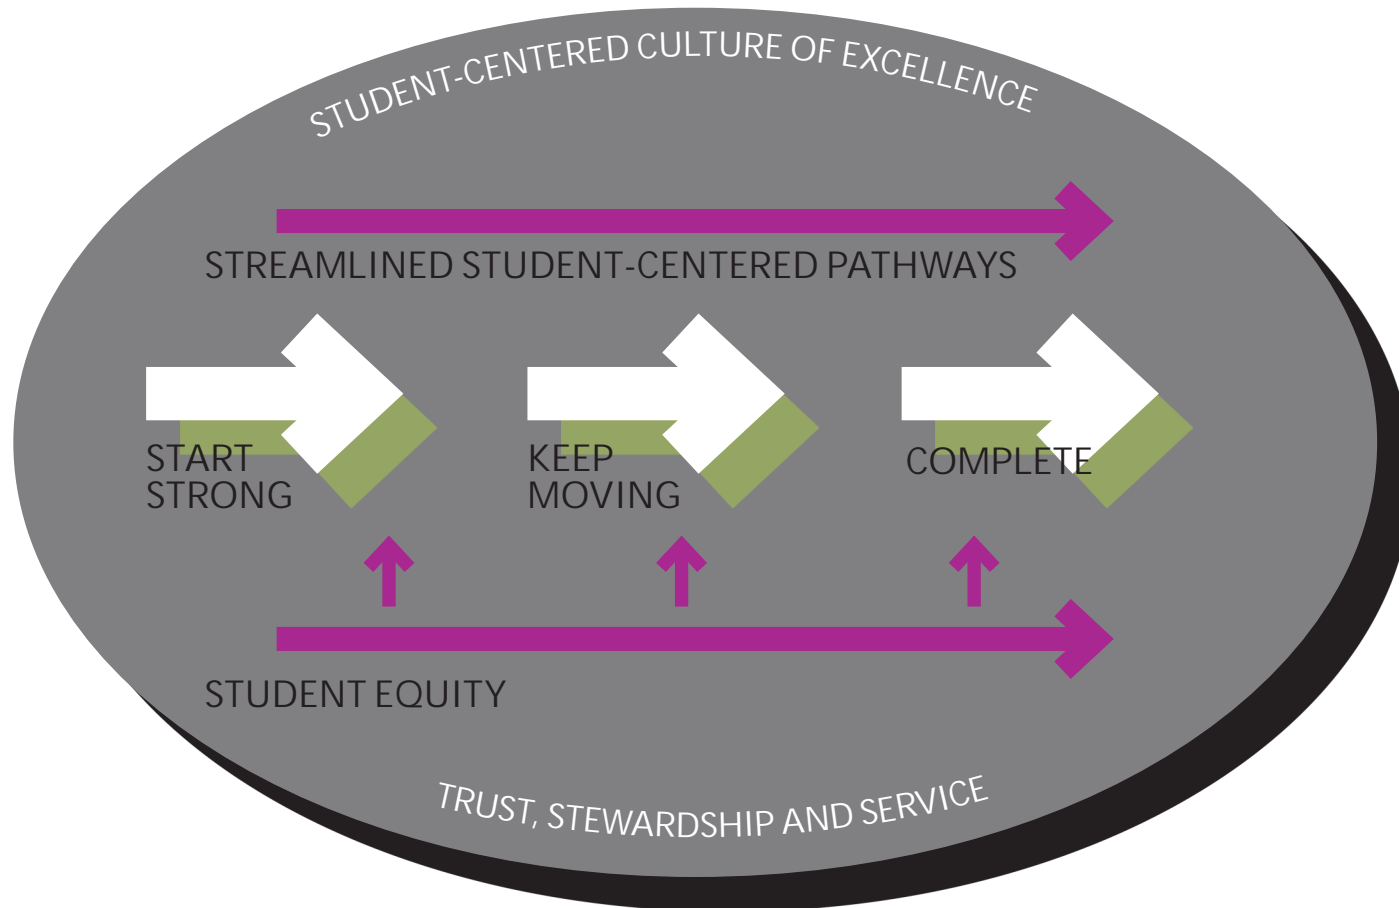 STUDENT-CENTERED CULTURE OF EXCELLENCE
STREAMLINED STUDENT-CENTERED PATHWAYS
START
STRONG
KEEP
MOVING
COMPLETE
STUDENT EQUITY
TRUST, STEWARDSHIP AND SERVICE